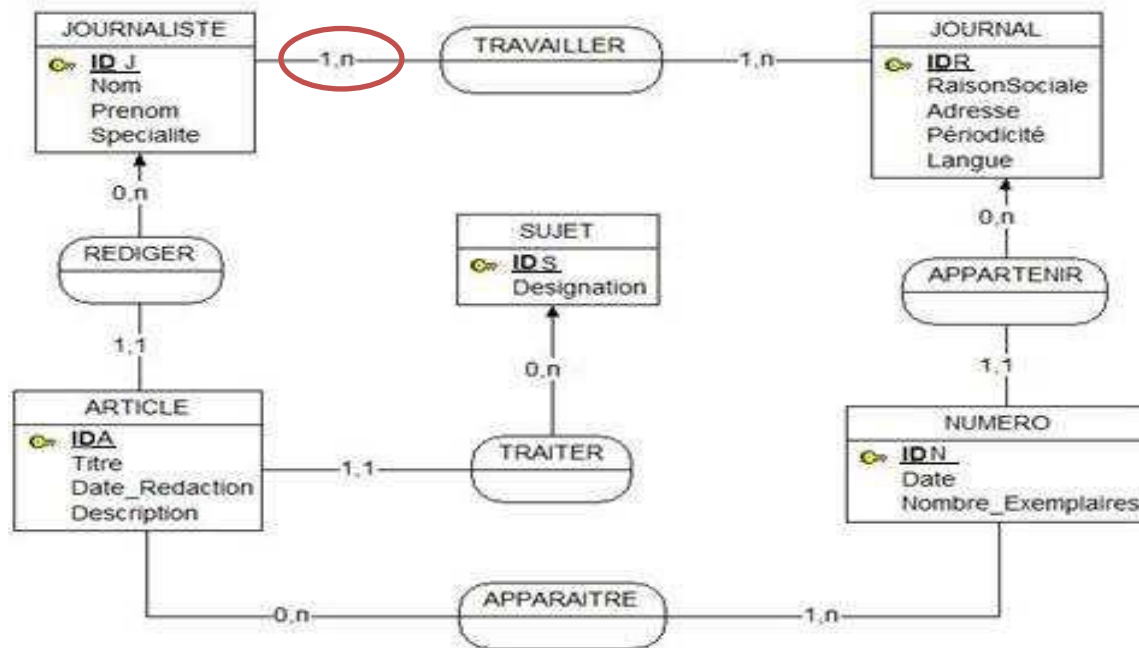 JOURNALISTE
ID J
Nom
Prenom
Specialite
1,n
TRAVAILLER
1,n
JOURNAL
IDR
RaisonSociale
Adresse
Périodicité
Langue
0,n
REDIGER
1,1
SUJET
ID S
Designation
0,n
APPARTENIR
1,1
0,n
ARTICLE
IDA
Titre
Date_Redaction
Description
1,1
TRAITER
NUMERO
IDN
Date
Nombre_Exemplaires
0,n
APPARAITRE
1,n